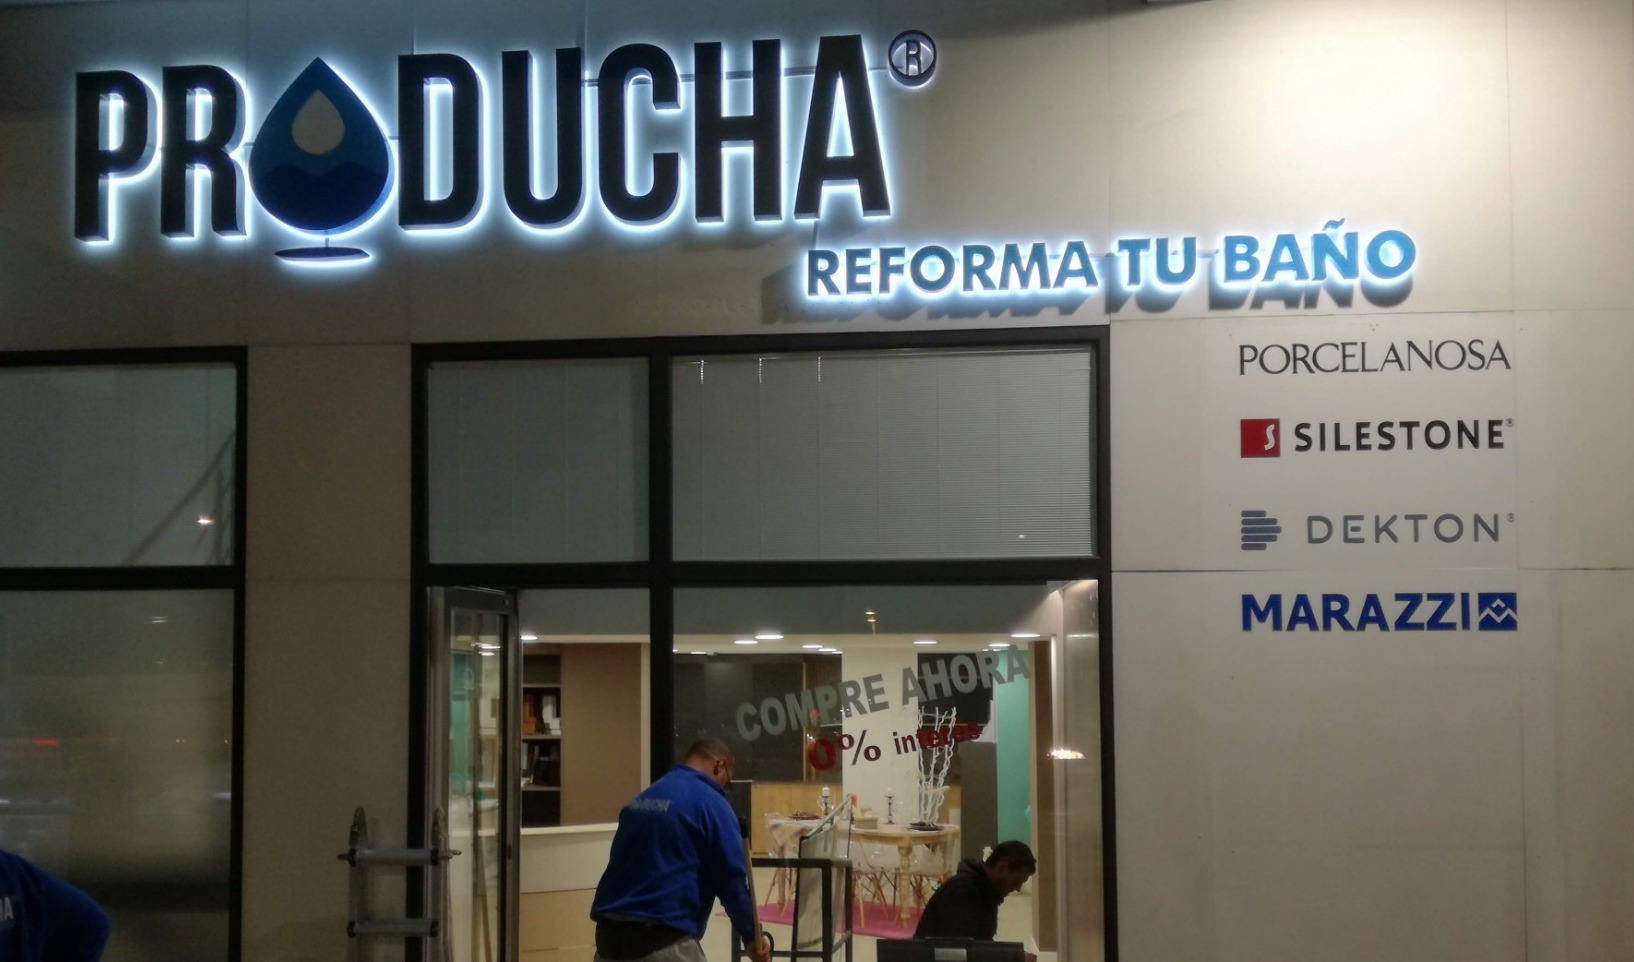 PRODUCHA®
REFORMA TU BAÑO
PORCELANOSA
SILESTONE®
DEKTON®
MARAZZI
COMPRE AHORA
0% interes